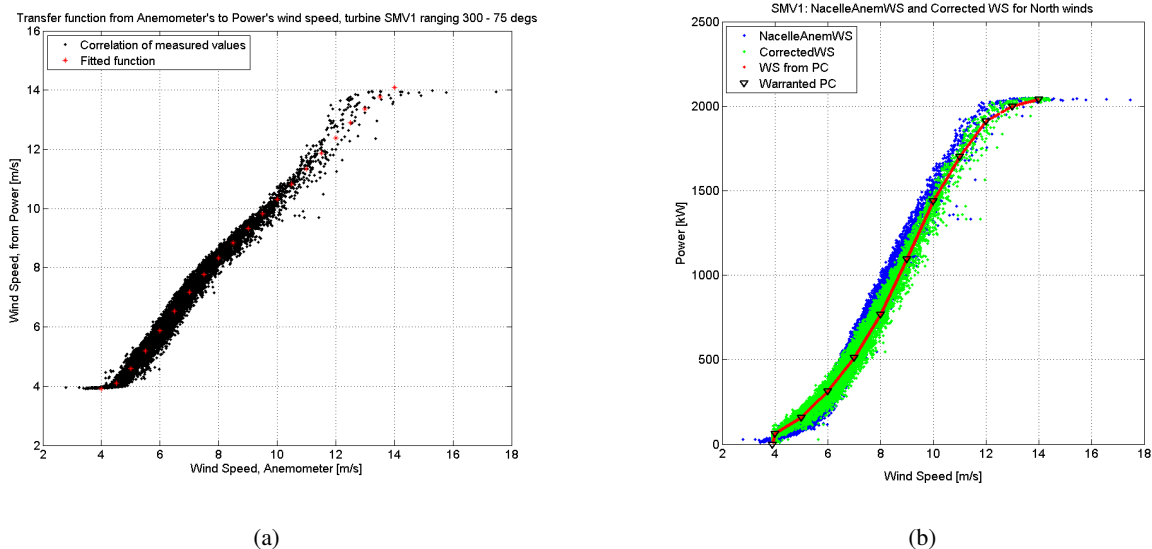 Transfer function from Anemometer's to Power's wind speed, turbine SMV1 ranging 300 - 75 degs
16
14
12
10
8
6
4
2
Wind Speed, from Power [m/s]
Correlation of measured values
Fitted function
2 4 6 8 10 12 14 16 18
Wind Speed, Anemometer [m/s]
(a)
SMV1: NacelleAnemWS and Corrected WS for North winds
2500
2000
1500
1000
500
0
Power [kW]
NacelleAnemWS
CorrectedWS
WS from PC
Warranted PC
2 4 6 8 10 12 14 16 18
Wind Speed [m/s]
(b)